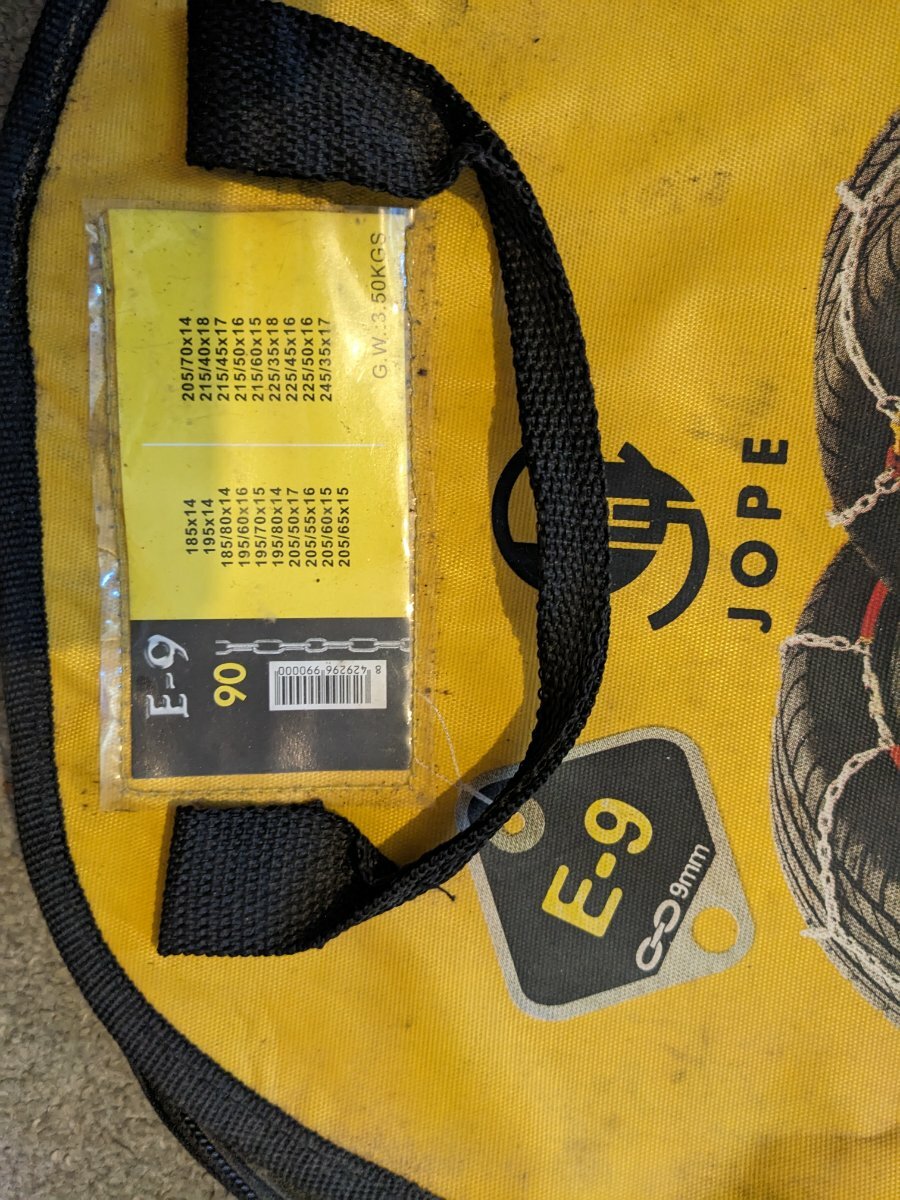 E-9
90
8 429296 990000
185x14
195x14
185/80x14
195/60x16
195/70x15
195/80x14
205/50x17
205/55x16
205/60x15
205/65x15
205/70x14
215/40x18
215/45x17
215/50x16
215/60x15
225/35x18
225/45x16
225/50x16
245/35x17
G.W.:3.50KGS
JOPE
E-9
9mm